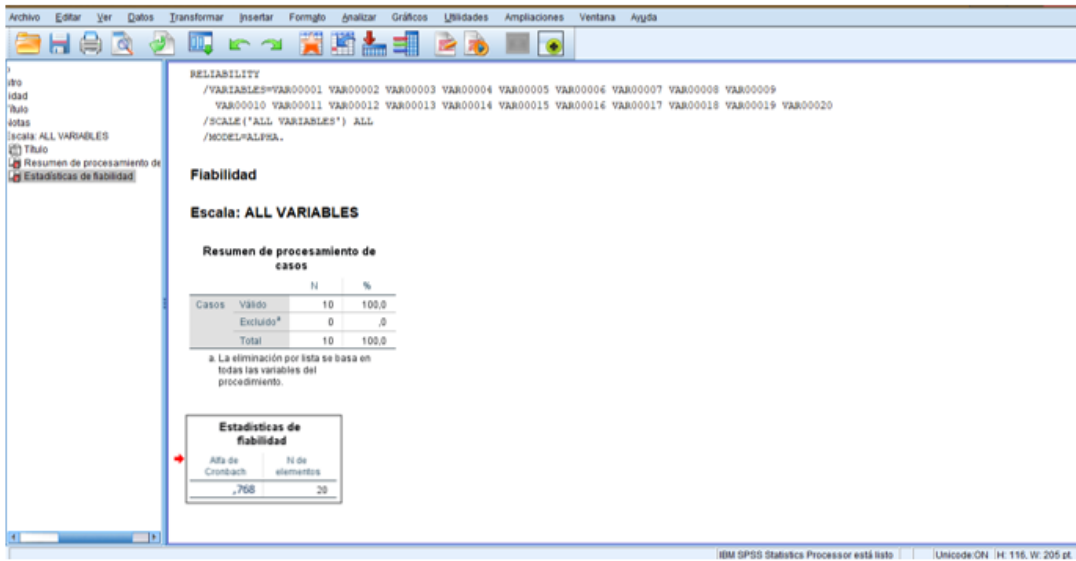 Archivo Editar Ver Datos Transformar Insertar Formato Analizar Gráficos Utilidades Ampliaciones Ventana Ayuda
idad
Escala: ALL VARIABLES
Título
Resumen de procesamiento de
Estadísticas de fiabilidad
RELIABILITY
/VARIABLES=VAR00001 VAR00002 VAR00003 VAR00004 VAR00005 VAR00006 VAR00007 VAR00008 VAR00009
VAR00010 VAR00011 VAR00012 VAR00013 VAR00014 VAR00015 VAR00016 VAR00017 VAR00018 VAR00019 VAR00020
/SCALE('ALL VARIABLES') ALL
/MODEL=ALPHA.
Fiabilidad
Escala: ALL VARIABLES
Resumen de procesamiento de
casos
N %
Casos Válido 10 100,0
Excluido a 0 ,0
Total 10 100,0
a. La eliminación por lista se basa en
todas las variables del
procedimiento.
Estadísticas de
fiabilidad
Alfa de N de
Cronbach elementos
,768 20
IBM SPSS Statistics Processor está listo Unicode:ON H: 116, W: 205 pt.